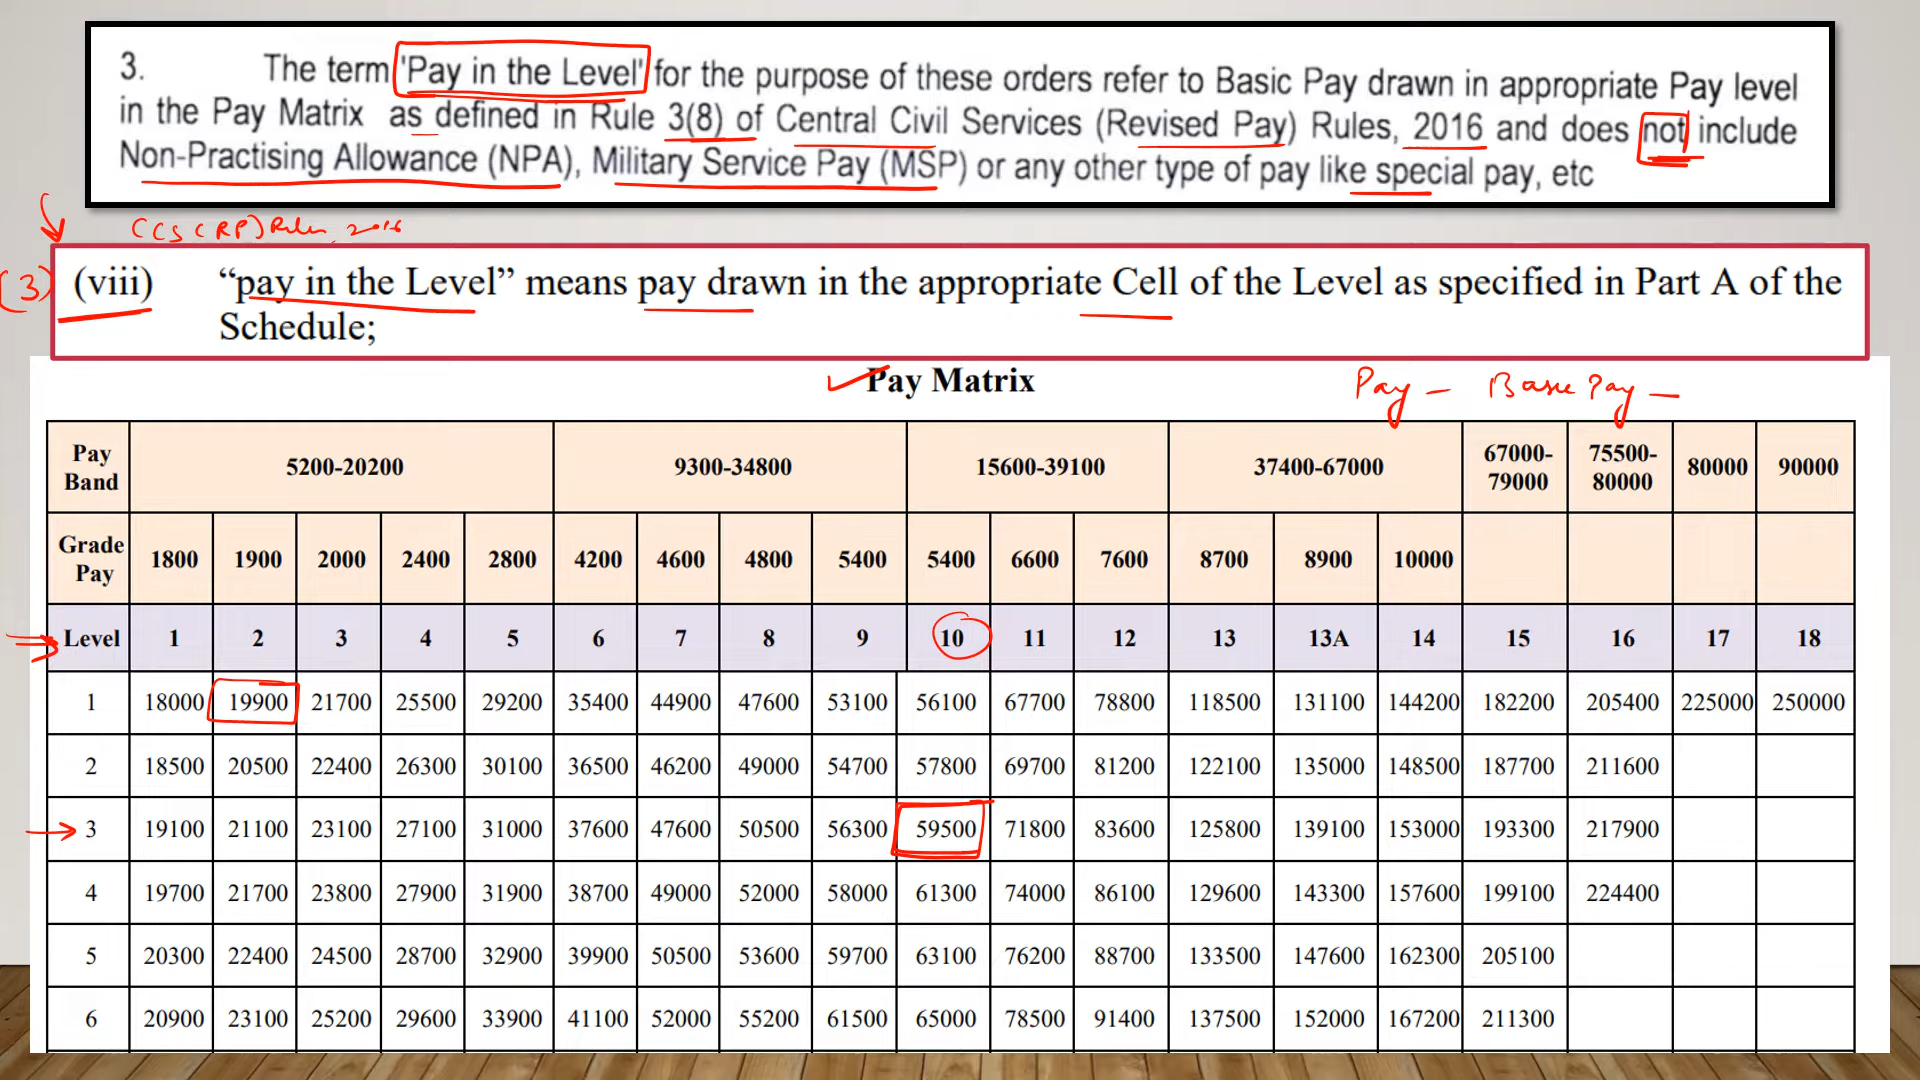 3. The term 'Pay in the Level' for the purpose of these orders refer to Basic Pay drawn in appropriate Pay level
in the Pay Matrix as defined in Rule 3(8) of Central Civil Services (Revised Pay) Rules, 2016 and does not include
Non-Practising Allowance (NPA), Military Service Pay (MSP) or any other type of pay like special pay, etc
CCS (RP) Rules, 2016
(3) (viii) “pay in the Level” means pay drawn in the appropriate Cell of the Level as specified in Part A of the
Schedule;
Pay Matrix
Pay – Basic Pay –
Pay Band 5200-20200 9300-34800 15600-39100 37400-67000 67000-79000 75500-80000 80000 90000
Grade Pay 1800 1900 2000 2400 2800 4200 4600 4800 5400 5400 6600 7600 8700 8900 10000
Level 1 2 3 4 5 6 7 8 9 10 11 12 13 13A 14 15 16 17 18
1 18000 19900 21700 25500 29200 35400 44900 47600 53100 56100 67700 78800 118500 131100 144200 182200 205400 225000 250000
2 18500 20500 22400 26300 30100 36500 46200 49000 54700 57800 69700 81200 122100 135000 148500 187700 211600
3 19100 21100 23100 27100 31000 37600 47600 50500 56300 59500 71800 83600 125800 139100 153000 193300 217900
4 19700 21700 23800 27900 31900 38700 49000 52000 58000 61300 74000 86100 129600 143300 157600 199100 224400
5 20300 22400 24500 28700 32900 39900 50500 53600 59700 63100 76200 88700 133500 147600 162300 205100
6 20900 23100 25200 29600 33900 41100 52000 55200 61500 65000 78500 91400 137500 152000 167200 211300